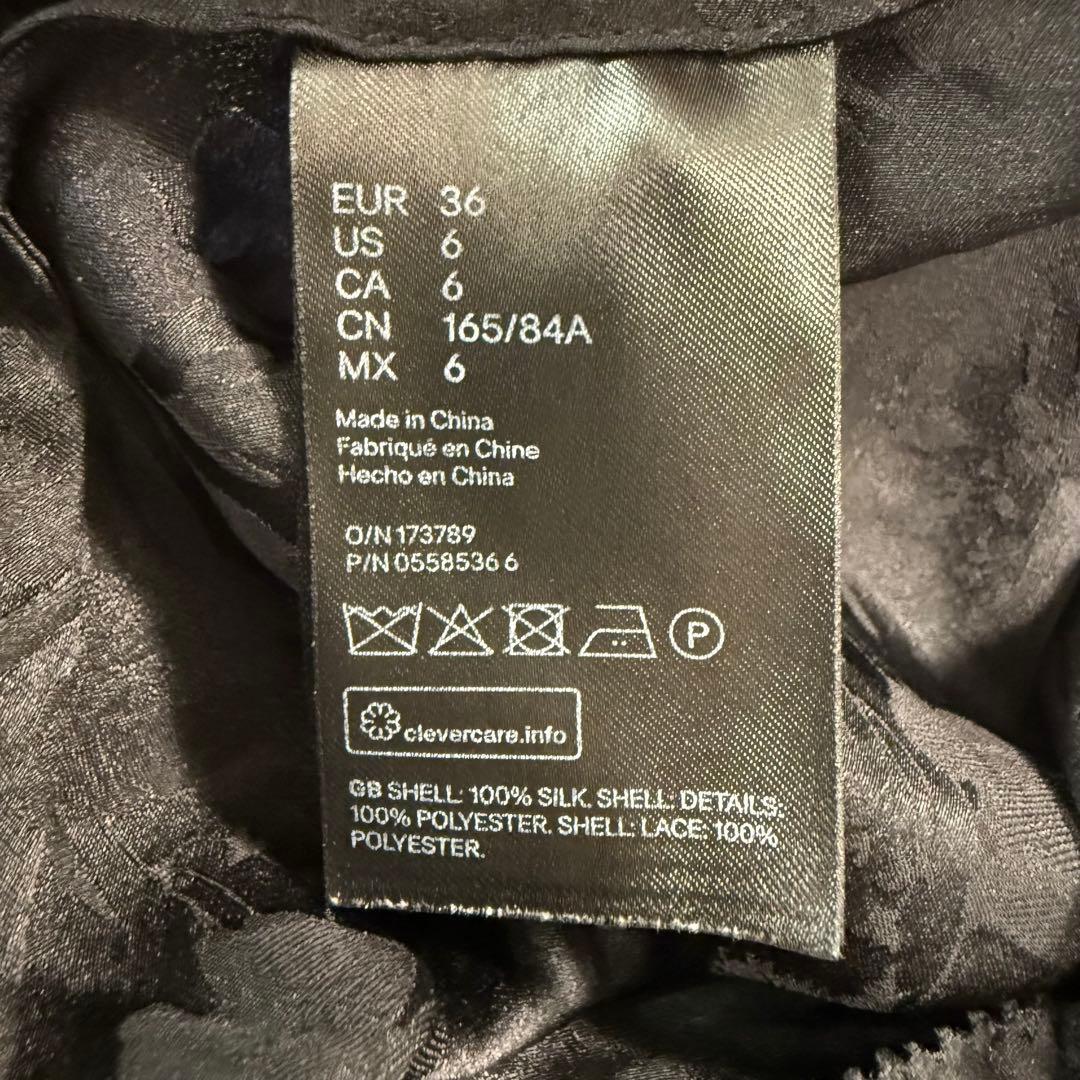 EUR 36
US 6
CA 6
CN 165/84A
MX 6
Made in China
Fabriqué en Chine
Hecho en China
O/N 173789
P/N 0558536 6
P
clevercare.info
GB SHELL: 100% SILK. SHELL: DETAILS:
100% POLYESTER. SHELL: LACE: 100%
POLYESTER.